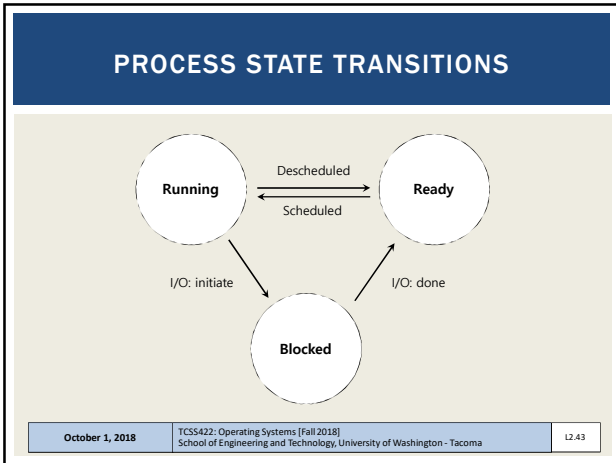 PROCESS STATE TRANSITIONS
Descheduled
Running
Ready
Scheduled
I/O: initiate
I/O: done
Blocked
October 1, 2018
TCSS422: Operating Systems [Fall 2018]
School of Engineering and Technology, University of Washington - Tacoma
L2.43